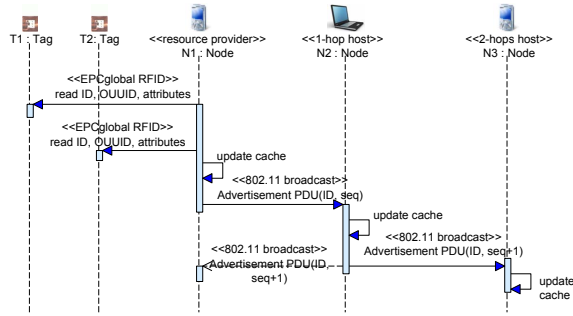 <<resource provider>>
<<1-hop host>>
<<2-hops host>>
T1 : Tag
T2: Tag
N1 : Node
N2 : Node
N3 : Node
<<EPCglobal RFID>>
read ID, OUUID, attributes
<<EPCglobal RFID>>
read ID, OUUID, attributes
update cache
<<802.11 broadcast>>
Advertisement PDU(ID, seq)
update cache
<<802.11 broadcast>>
Advertisement PDU(ID, seq+1)
<<802.11 broadcast>>
Advertisement PDU(ID,
seq+1)
update
cache